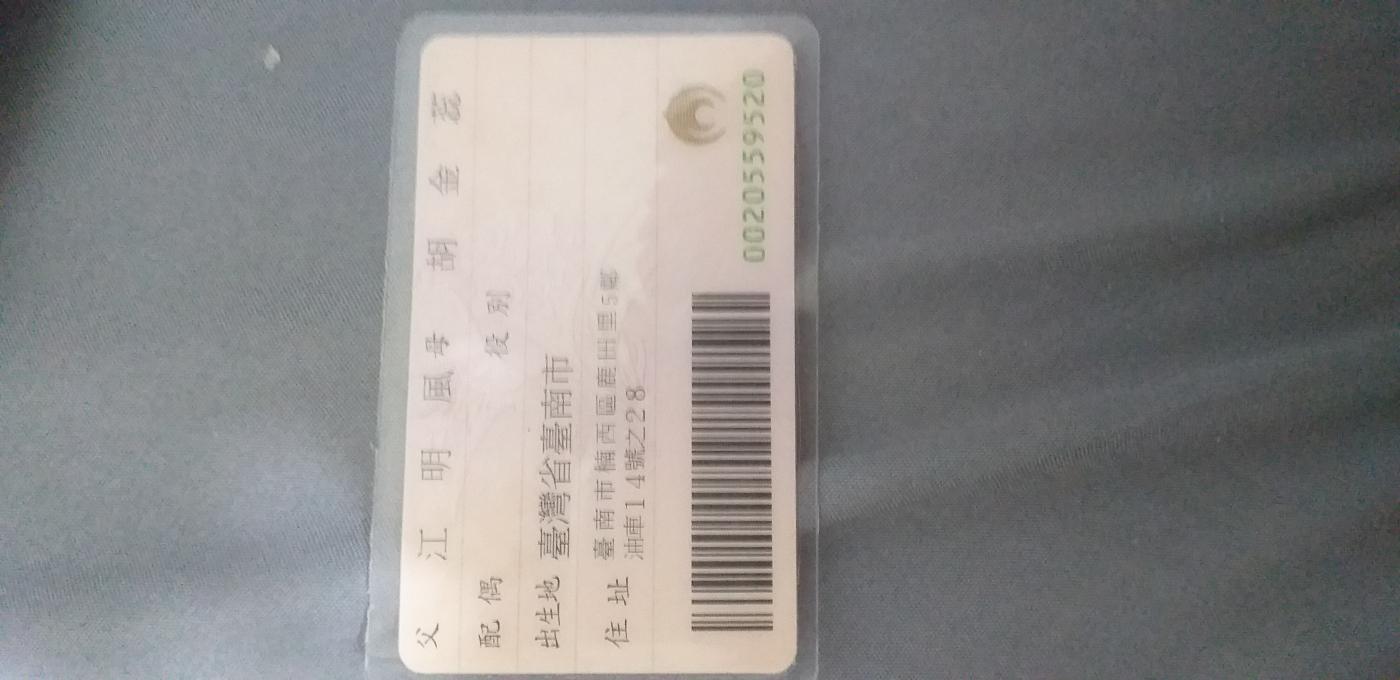 父 江 明 風 母 胡 金 蕊
配偶 役別
出生地 臺灣省臺南市
住址 臺南市楠西區鹿田里5鄰
油車14號之28
0020559520